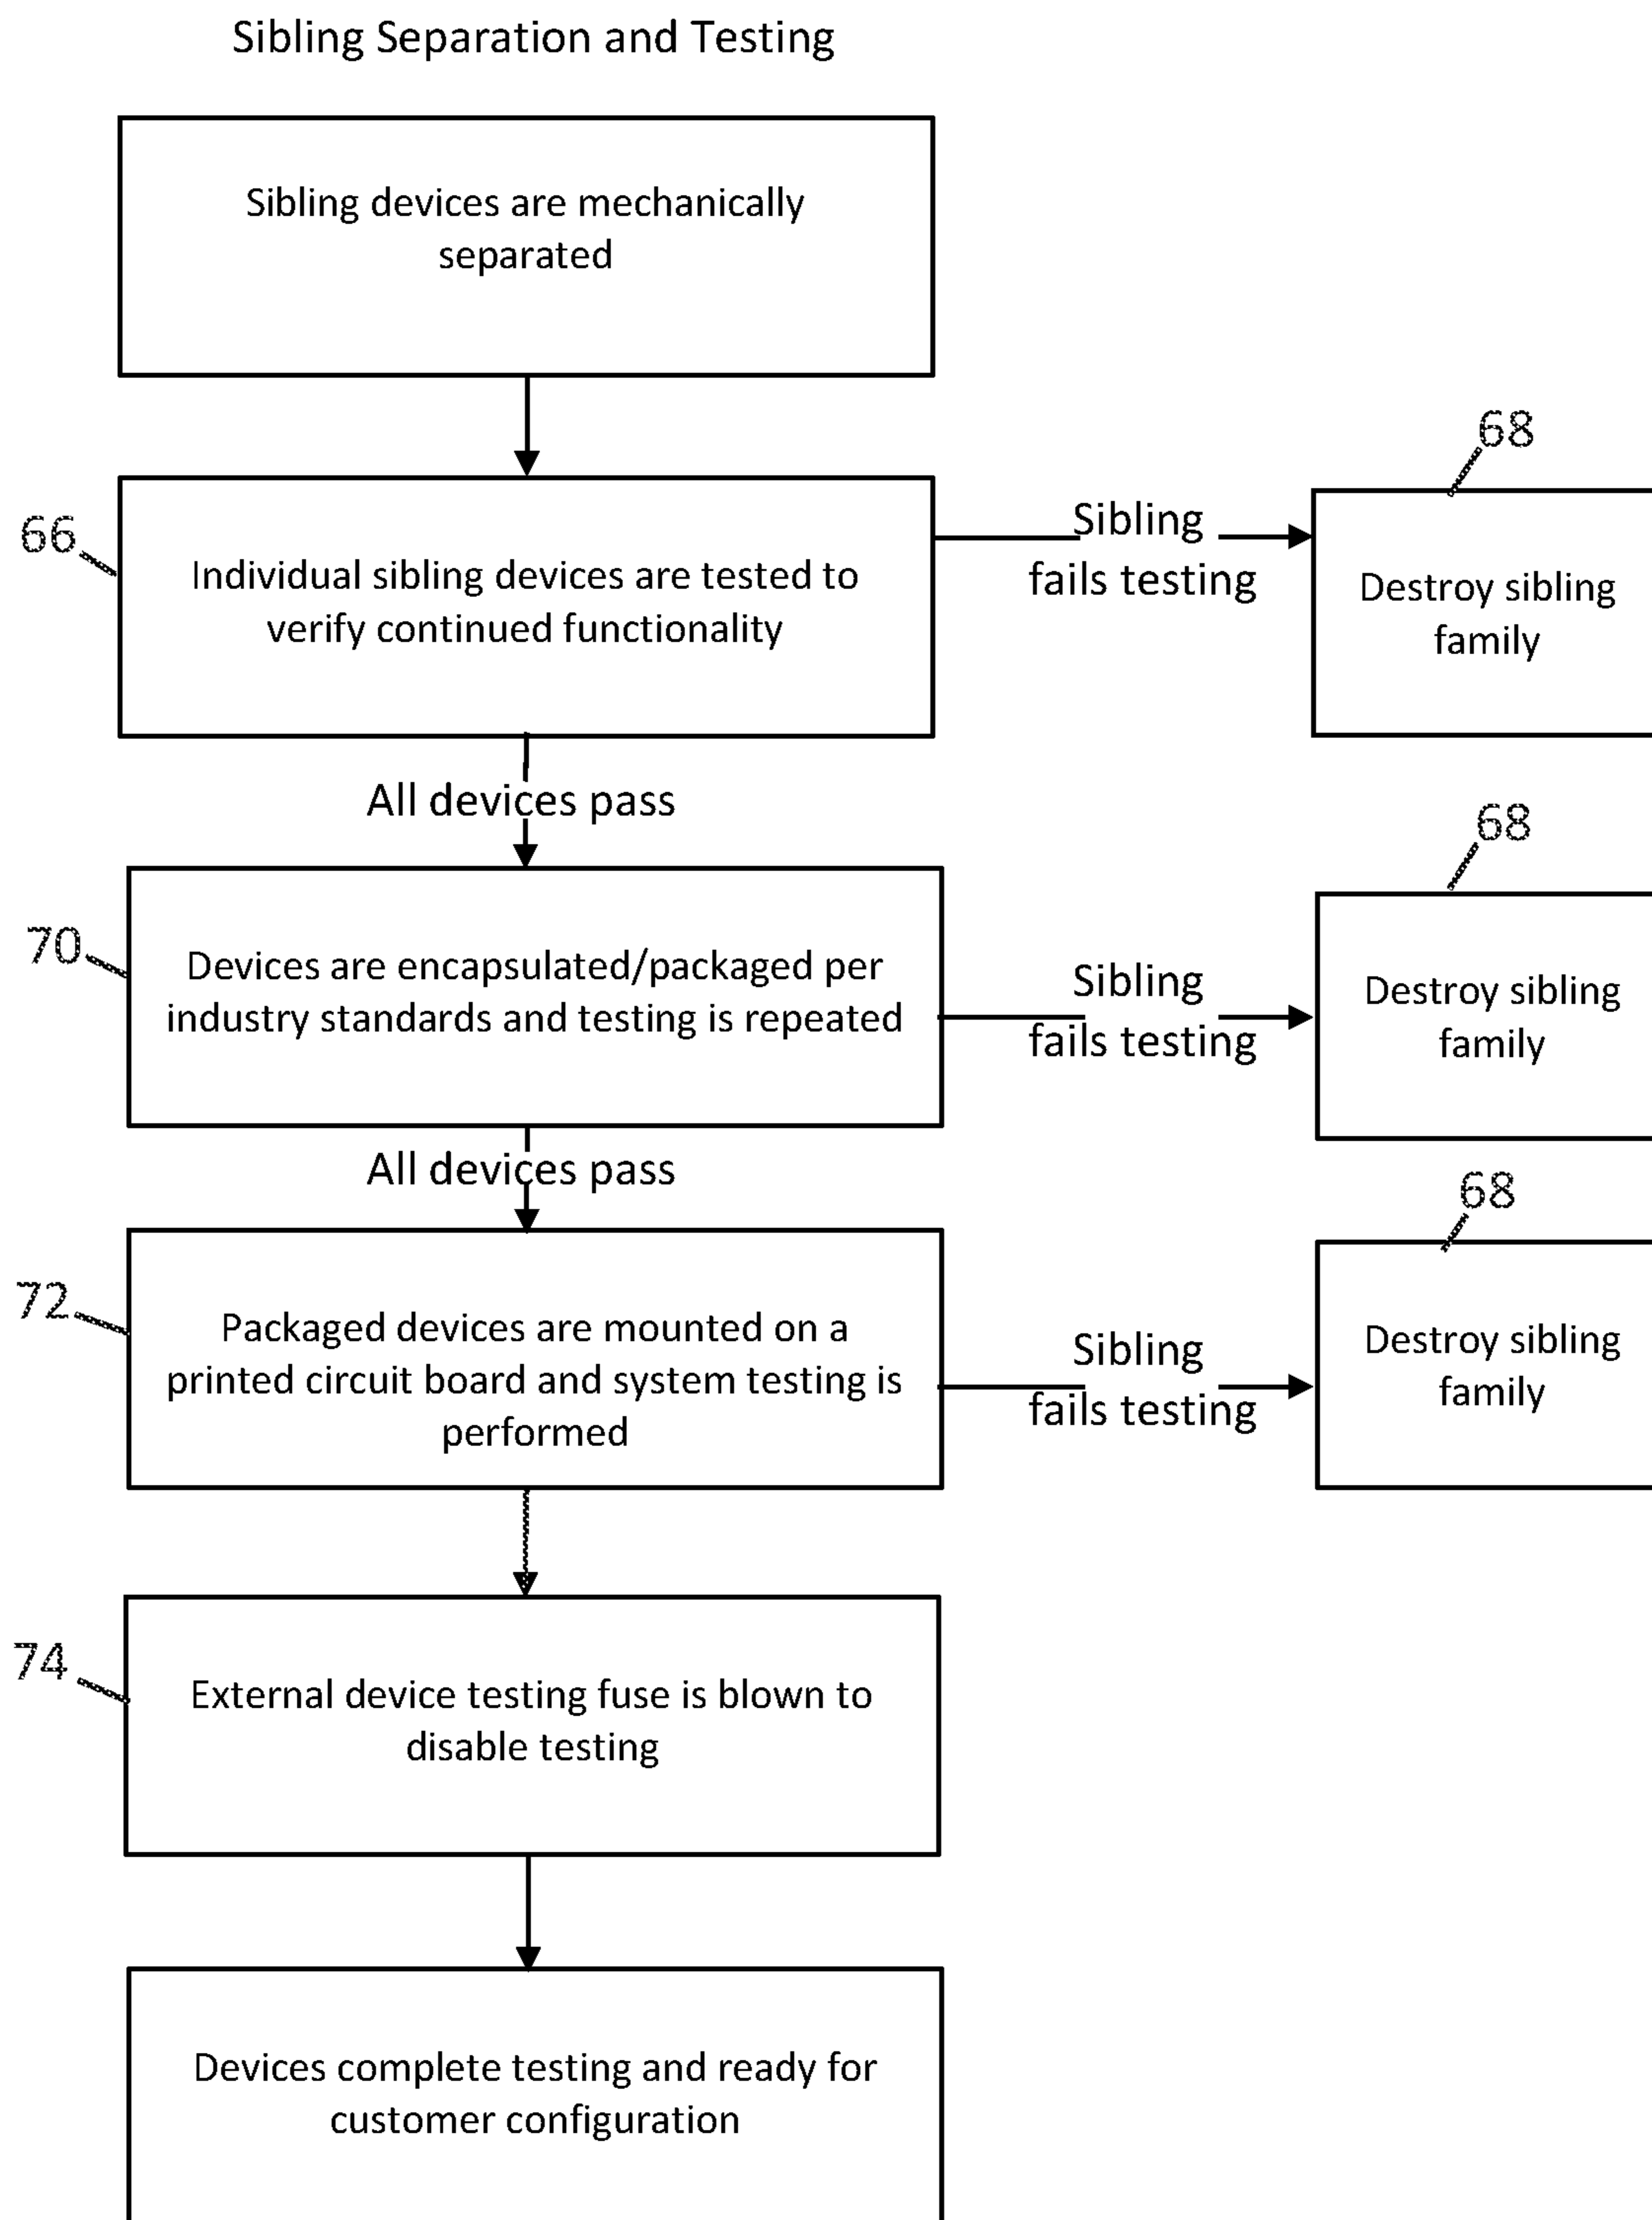 Sibling Separation and Testing
Sibling devices are mechanically
separated
66
Individual sibling devices are tested to
verify continued functionality
Sibling
fails testing
68
Destroy sibling
family
All devices pass
70
Devices are encapsulated/packaged per
industry standards and testing is repeated
Sibling
fails testing
68
Destroy sibling
family
All devices pass
72
Packaged devices are mounted on a
printed circuit board and system testing is
performed
Sibling
fails testing
68
Destroy sibling
family
74
External device testing fuse is blown to
disable testing
Devices complete testing and ready for
customer configuration